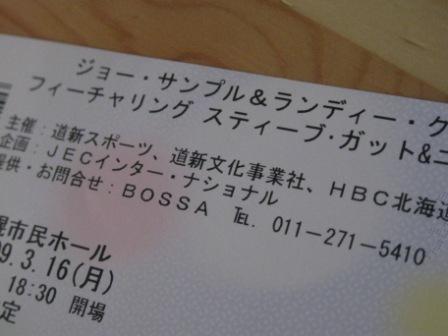 ジョー・サンプル＆ランディー・ク
フィーチャリング スティーブ・ガット&ニ
主催：道新スポーツ、道新文化事業社、HBC北海道
企画：JECインター・ナショナル
提供・お問合せ：BOSSA ℡. 011-271-5410
幌市民ホール
09.3.16(月)
18:30 開場
定